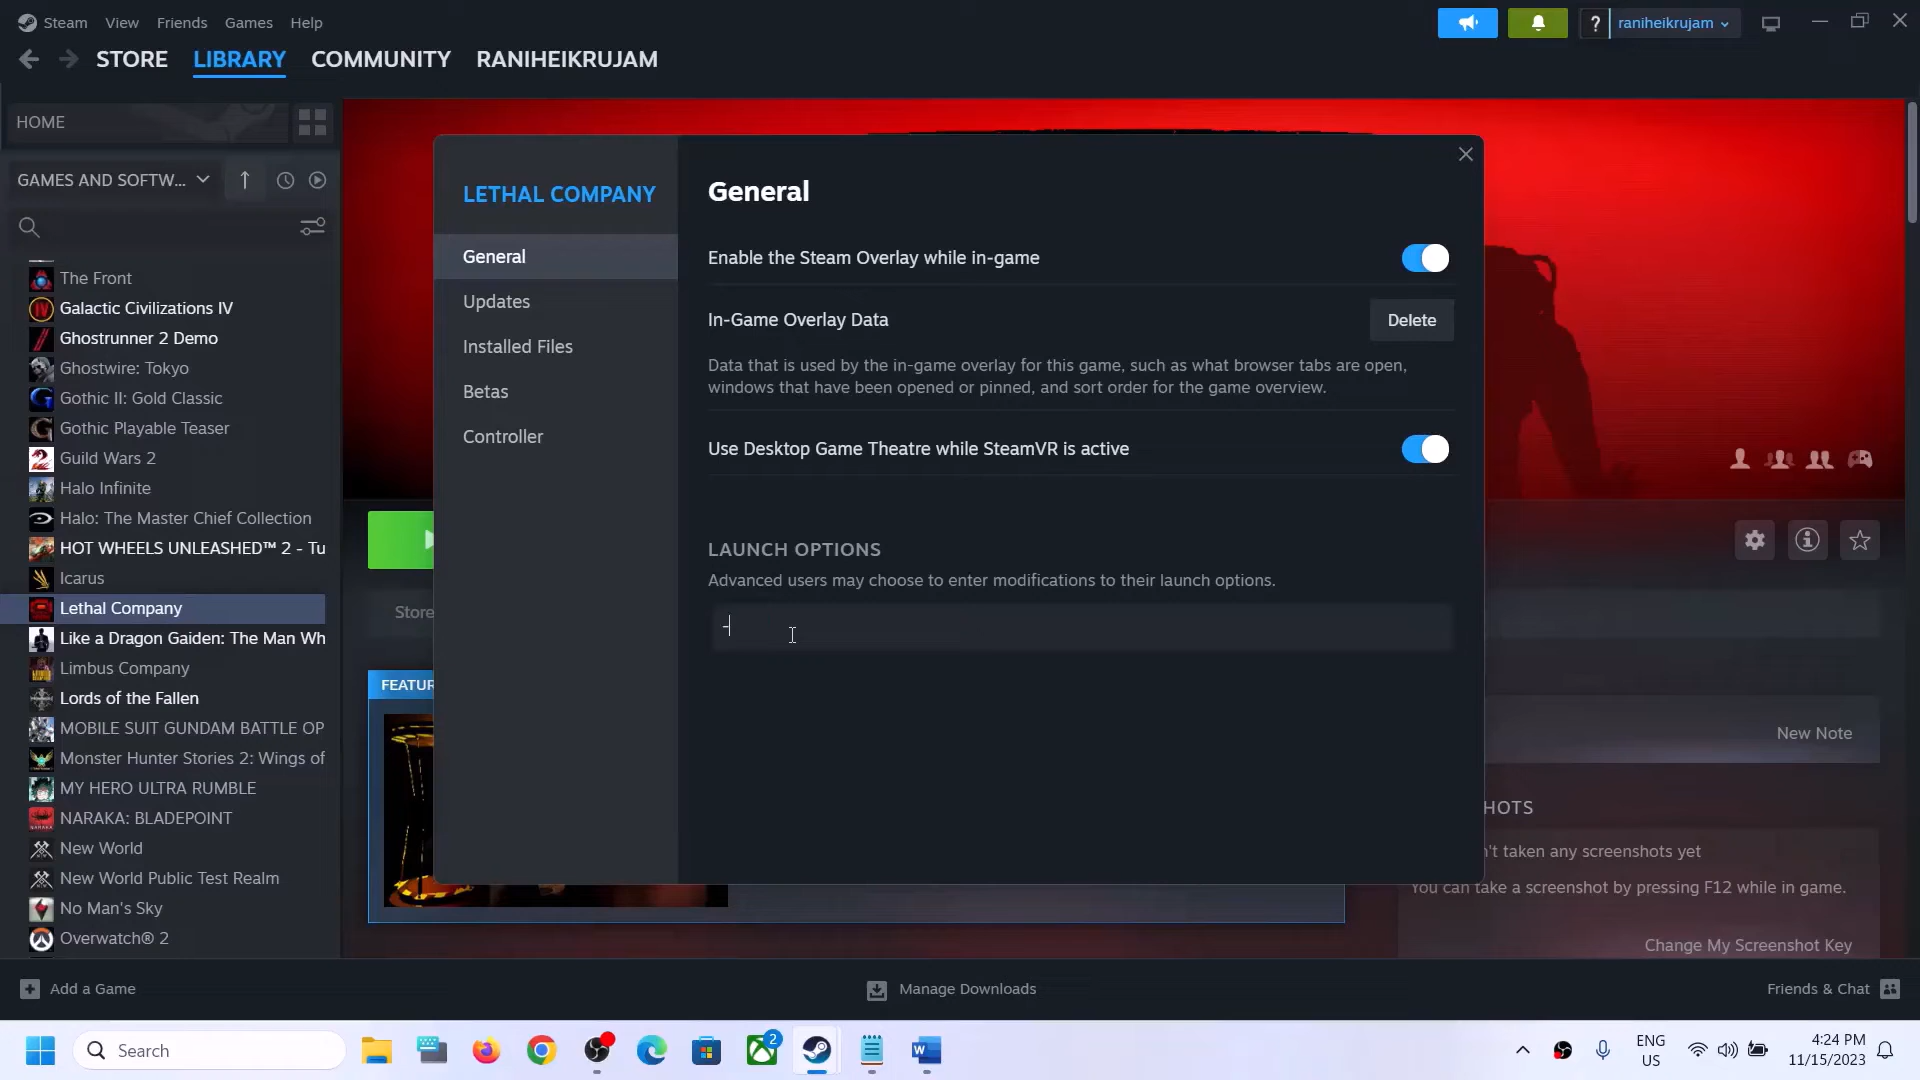 Steam View Friends Games Help
? raniheikrujam
STORE LIBRARY COMMUNITY RANIHEIKRUJAM
HOME
GAMES AND SOFTW...
The Front
Galactic Civilizations IV
Ghostrunner 2 Demo
Ghostwire: Tokyo
Gothic II: Gold Classic
Gothic Playable Teaser
Guild Wars 2
Halo Infinite
Halo: The Master Chief Collection
HOT WHEELS UNLEASHED™ 2 - Tu
Icarus
Lethal Company
Like a Dragon Gaiden: The Man Wh
Limbus Company
Lords of the Fallen
MOBILE SUIT GUNDAM BATTLE OP
Monster Hunter Stories 2: Wings of
MY HERO ULTRA RUMBLE
NARAKA: BLADEPOINT
New World
New World Public Test Realm
No Man's Sky
Overwatch® 2
LETHAL COMPANY
General
Updates
Installed Files
Betas
Controller
General
Enable the Steam Overlay while in-game
In-Game Overlay Data
Delete
Data that is used by the in-game overlay for this game, such as what browser tabs are open,
windows that have been opened or pinned, and sort order for the game overview.
Use Desktop Game Theatre while SteamVR is active
LAUNCH OPTIONS
Advanced users may choose to enter modifications to their launch options.
-
Store
FEATUR
New Note
HOTS
n't taken any screenshots yet
You can take a screenshot by pressing F12 while in game.
Change My Screenshot Key
Add a Game
Manage Downloads
Friends & Chat
Search
2
ENG
US
4:24 PM
11/15/2023